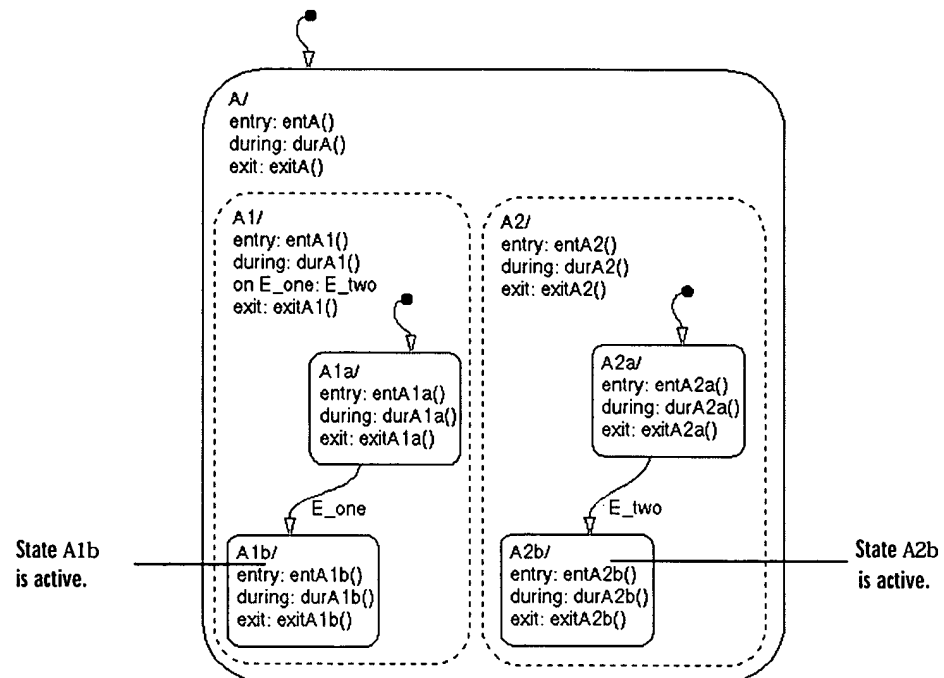 A/
entry: entA()
during: durA()
exit: exitA()
A1/
entry: entA1()
during: durA1()
on E_one: E_two
exit: exitA1()
A1a/
entry: entA1a()
during: durA1a()
exit: exitA1a()
E_one
A1b/
entry: entA1b()
during: durA1b()
exit: exitA1b()
A2/
entry: entA2()
during: durA2()
exit: exitA2()
A2a/
entry: entA2a()
during: durA2a()
exit: exitA2a()
E_two
A2b/
entry: entA2b()
during: durA2b()
exit: exitA2b()
State A1b
is active.
State A2b
is active.